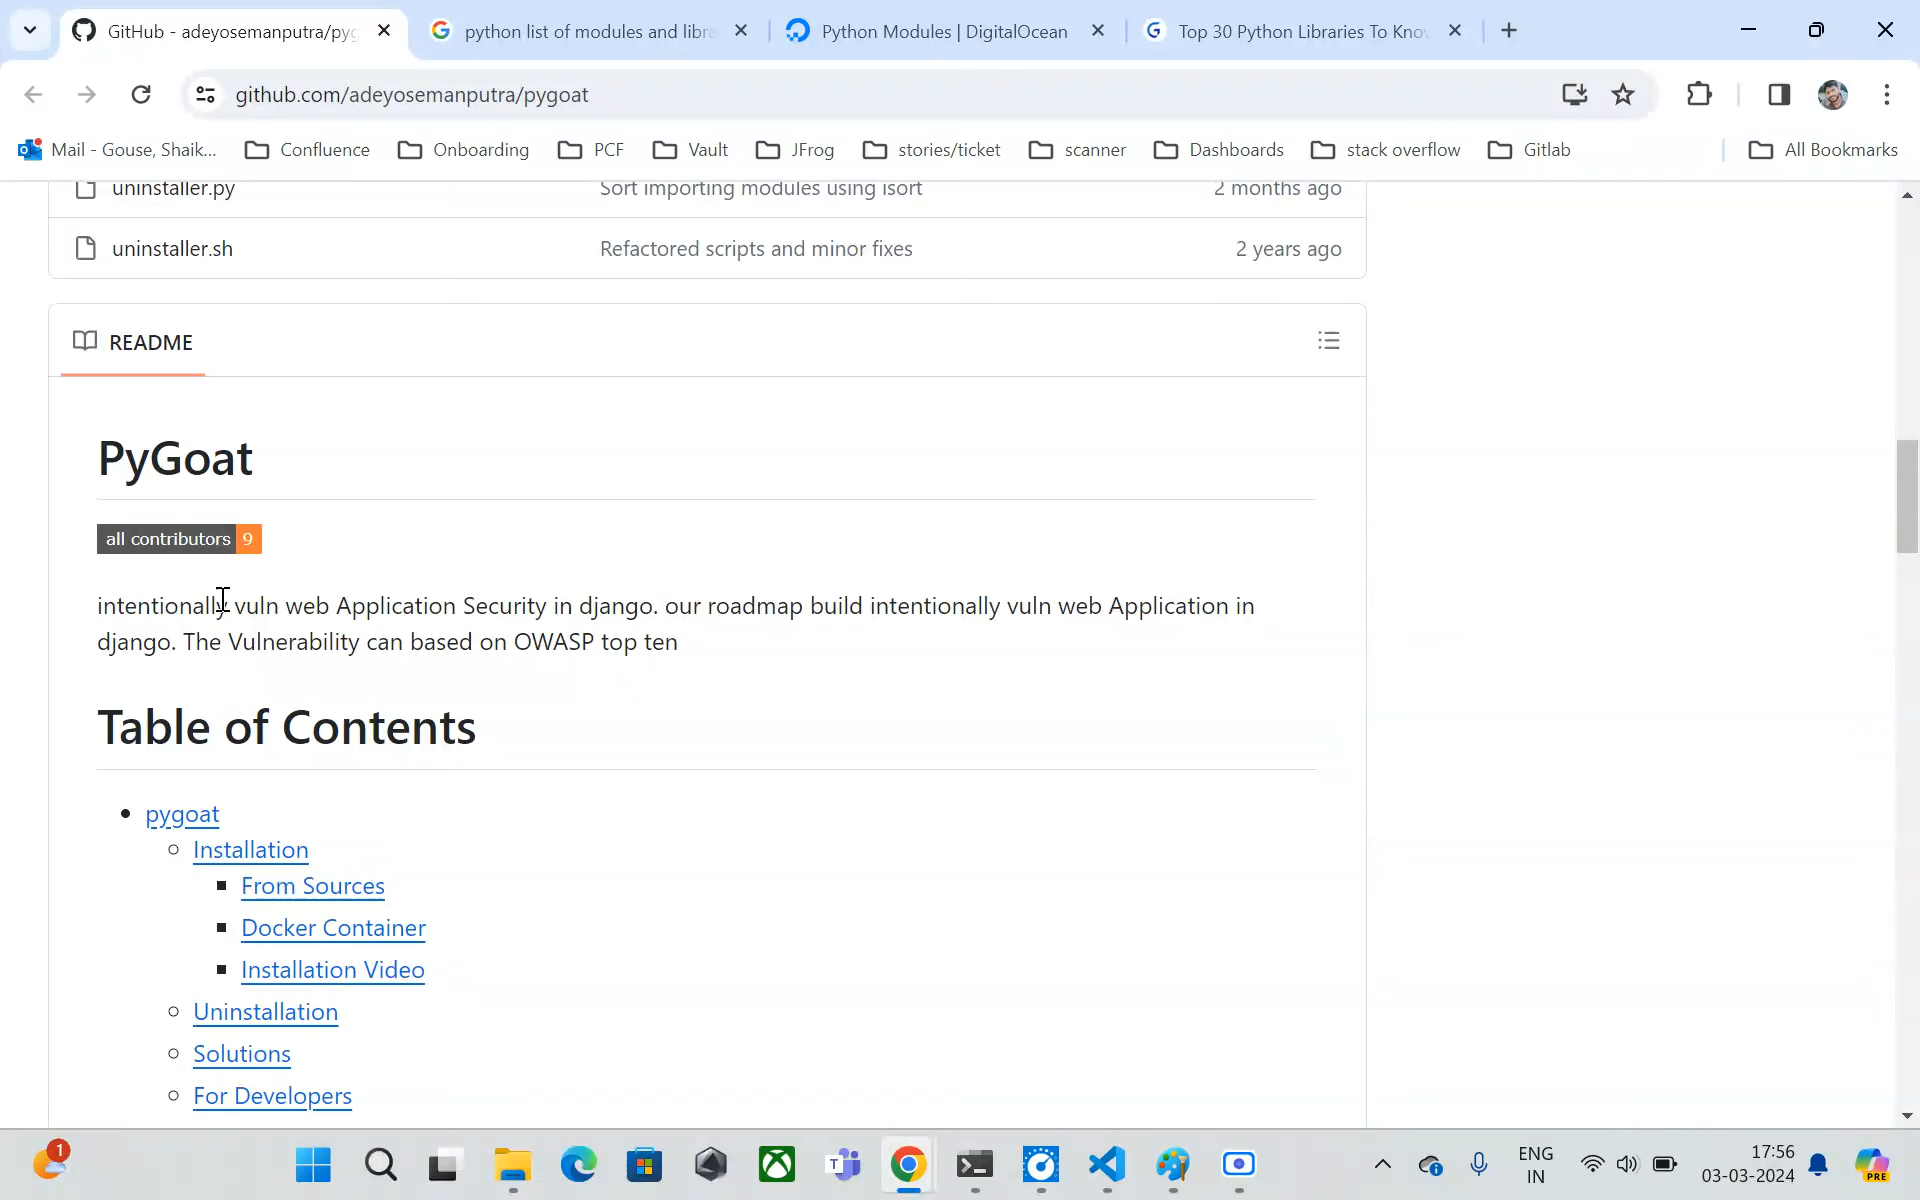 GitHub - adeyosemanputra/pyg
python list of modules and libra
Python Modules | DigitalOcean
Top 30 Python Libraries To Kno
github.com/adeyosemanputra/pygoat
Mail - Gouse, Shaik...
Confluence
Onboarding
PCF
Vault
JFrog
stories/ticket
scanner
Dashboards
stack overflow
Gitlab
All Bookmarks
uninstaller.py Sort importing modules using isort 2 months ago
uninstaller.sh Refactored scripts and minor fixes 2 years ago
README
PyGoat
all contributors 9
intentionally vuln web Application Security in django. our roadmap build intentionally vuln web Application in
django. The Vulnerability can based on OWASP top ten
Table of Contents
pygoat
Installation
From Sources
Docker Container
Installation Video
Uninstallation
Solutions
For Developers
1
ENG
IN
17:56
03-03-2024
PRE